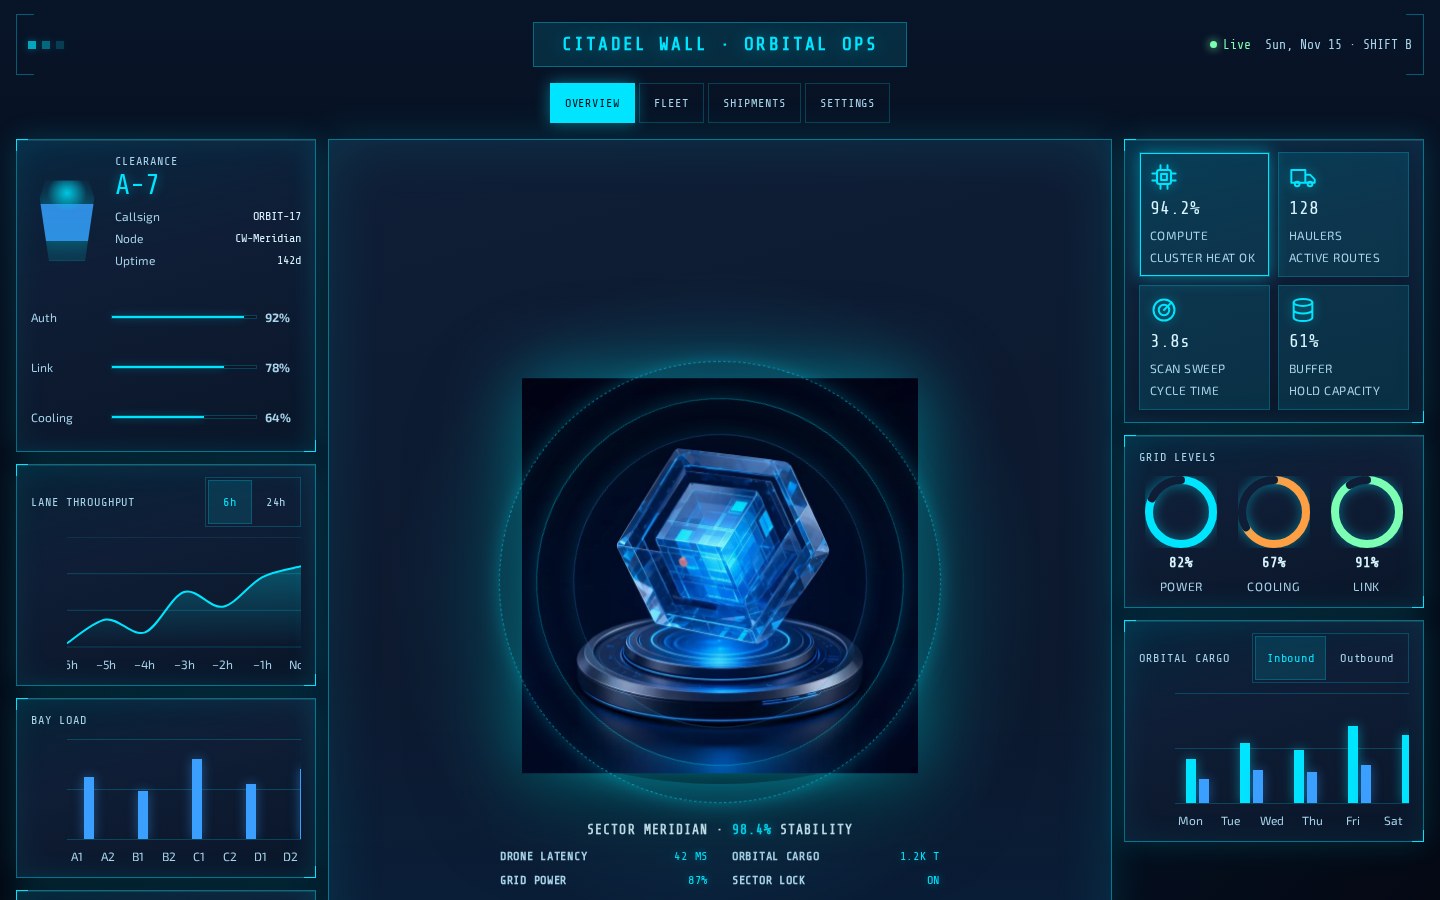 CITADEL WALL · ORBITAL OPS
Live Sun, Nov 15 · SHIFT B
OVERVIEW FLEET SHIPMENTS SETTINGS
CLEARANCE
A-7
Callsign ORBIT-17
Node CW-Meridian
Uptime 142d
Auth 92%
Link 78%
Cooling 64%
LANE THROUGHPUT 6h 24h
−5h −4h −3h −2h −1h
BAY LOAD
A1 A2 B1 B2 C1 C2 D1 D2
SECTOR MERIDIAN · 98.4% STABILITY
DRONE LATENCY 42 MS ORBITAL CARGO 1.2K T
GRID POWER 87% SECTOR LOCK ON
94.2%
COMPUTE
CLUSTER HEAT OK
128
HAULERS
ACTIVE ROUTES
3.8s
SCAN SWEEP
CYCLE TIME
61%
BUFFER
HOLD CAPACITY
GRID LEVELS
82% 67% 91%
POWER COOLING LINK
ORBITAL CARGO Inbound Outbound
Mon Tue Wed Thu Fri Sat